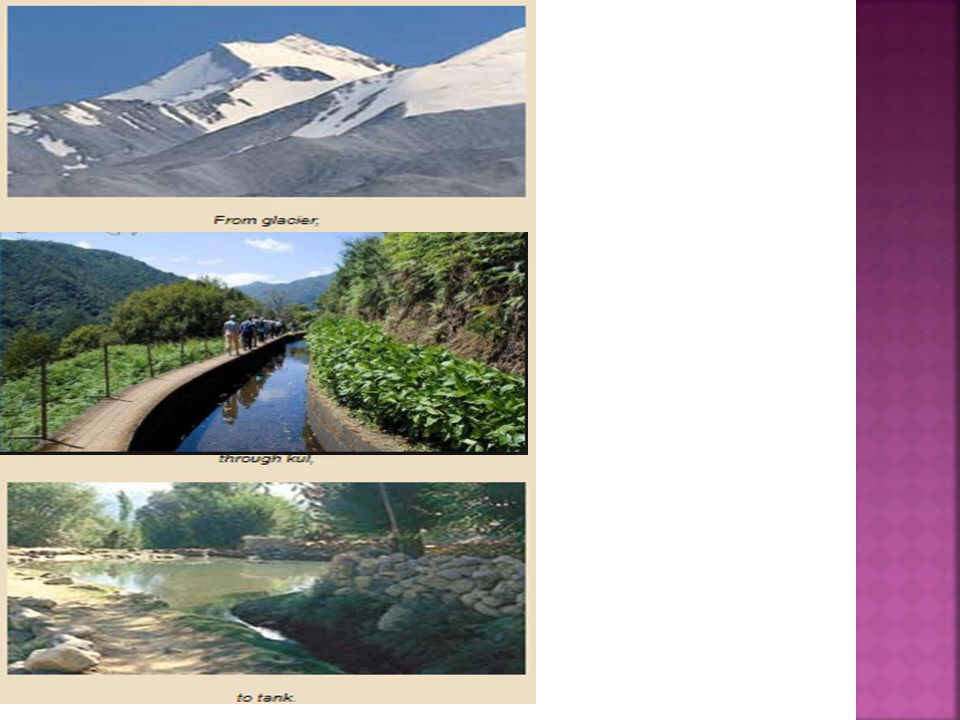 From glacier,
through kul,
to tank.